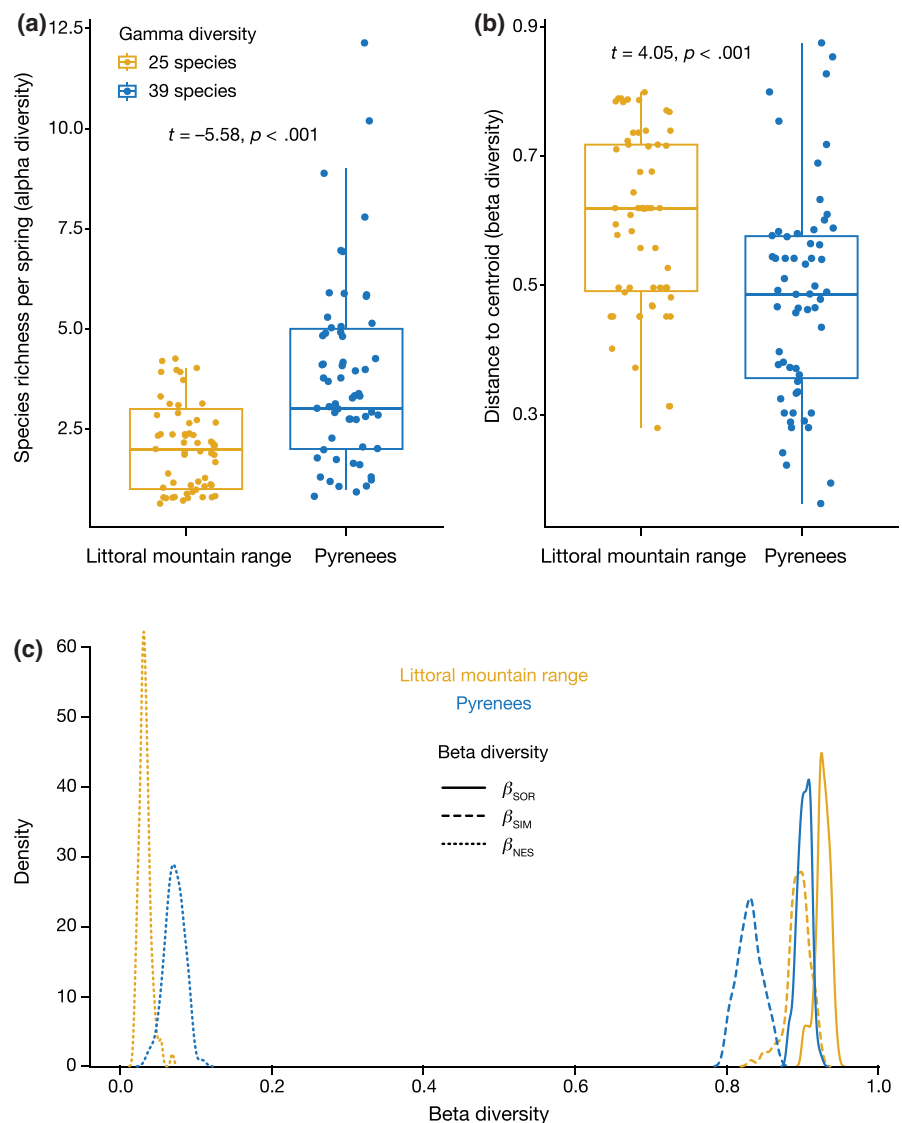 (a)
Gamma diversity
25 species
39 species
t = –5.58, p < .001
12.5
10.0
7.5
5.0
2.5
Species richness per spring (alpha diversity)
Littoral mountain range
Pyrenees
(b)
t = 4.05, p < .001
0.9
0.7
0.5
0.3
Distance to centroid (beta diversity)
Littoral mountain range
Pyrenees
(c)
Littoral mountain range
Pyrenees
Beta diversity
βSOR
βSIM
βNES
60
50
40
30
20
10
0
Density
0.0 0.2 0.4 0.6 0.8 1.0
Beta diversity